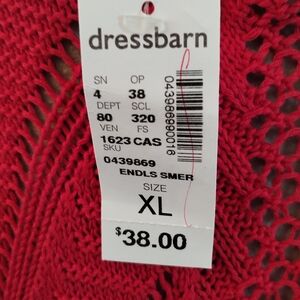 dressbarn
SN OP
4 38
DEPT SCL
80 320
VEN FS
1623 CAS
SKU
0439869
ENDLS SMER
SIZE
XL
$38.00